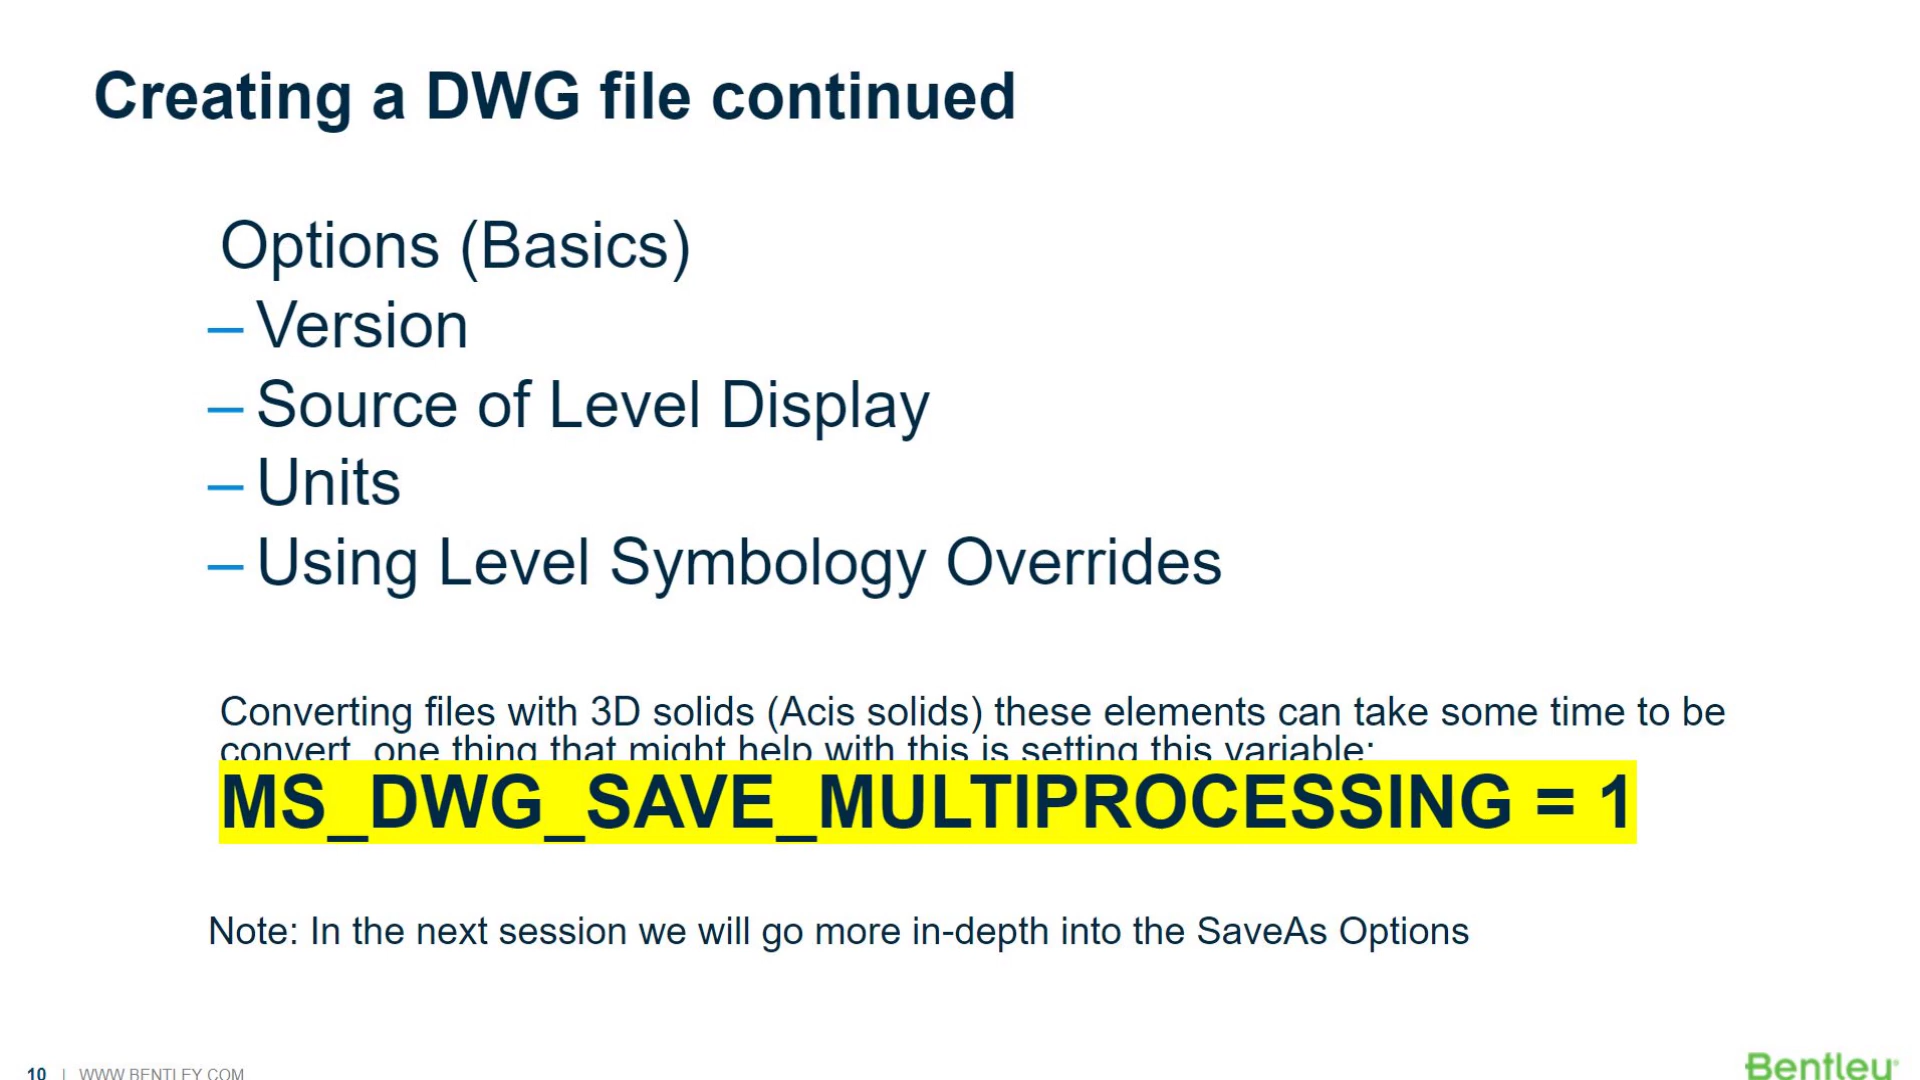 Creating a DWG file continued
Options (Basics)
– Version
– Source of Level Display
– Units
– Using Level Symbology Overrides
Converting files with 3D solids (Acis solids) these elements can take some time to be
convert, one thing that might help with this is setting this variable:
MS_DWG_SAVE_MULTIPROCESSING = 1
Note: In the next session we will go more in-depth into the SaveAs Options
10 | WWW.BENTLEY.COM
Bentley®